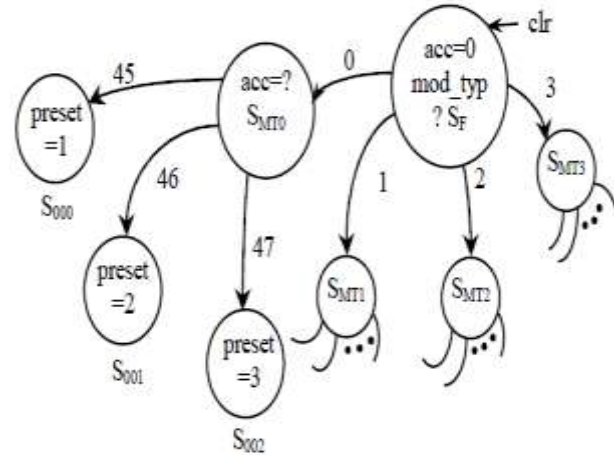 clr
acc=0
mod_typ
? S_F
0
3
1
2
acc=?
S_MT0
45
46
47
preset
=1
S_000
preset
=2
S_001
preset
=3
S_002
S_MT1
S_MT2
S_MT3